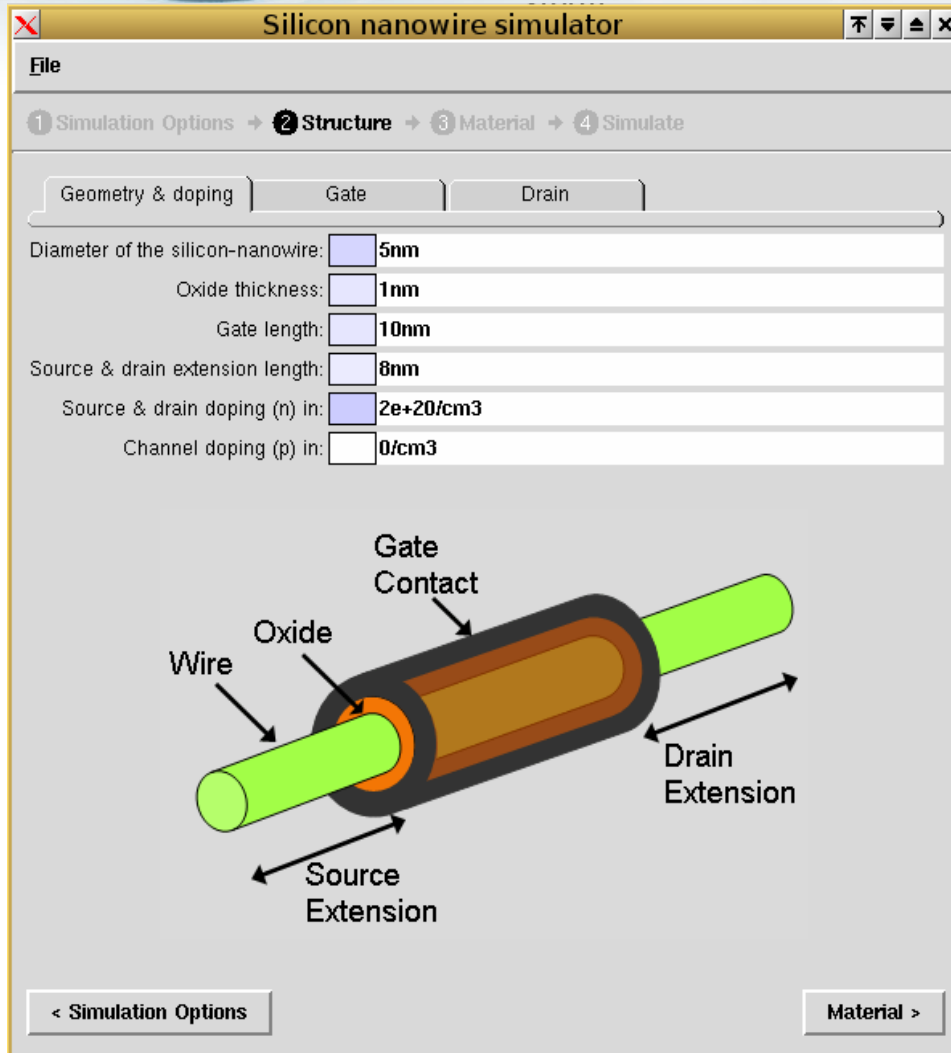 Silicon nanowire simulator
File
1 Simulation Options → 2 Structure → 3 Material → 4 Simulate
Geometry & doping Gate Drain
Diameter of the silicon-nanowire: 5nm
Oxide thickness: 1nm
Gate length: 10nm
Source & drain extension length: 8nm
Source & drain doping (n) in: 2e+20/cm3
Channel doping (p) in: 0/cm3
Gate
Contact
Oxide
Wire
Drain
Extension
Source
Extension
< Simulation Options Material >